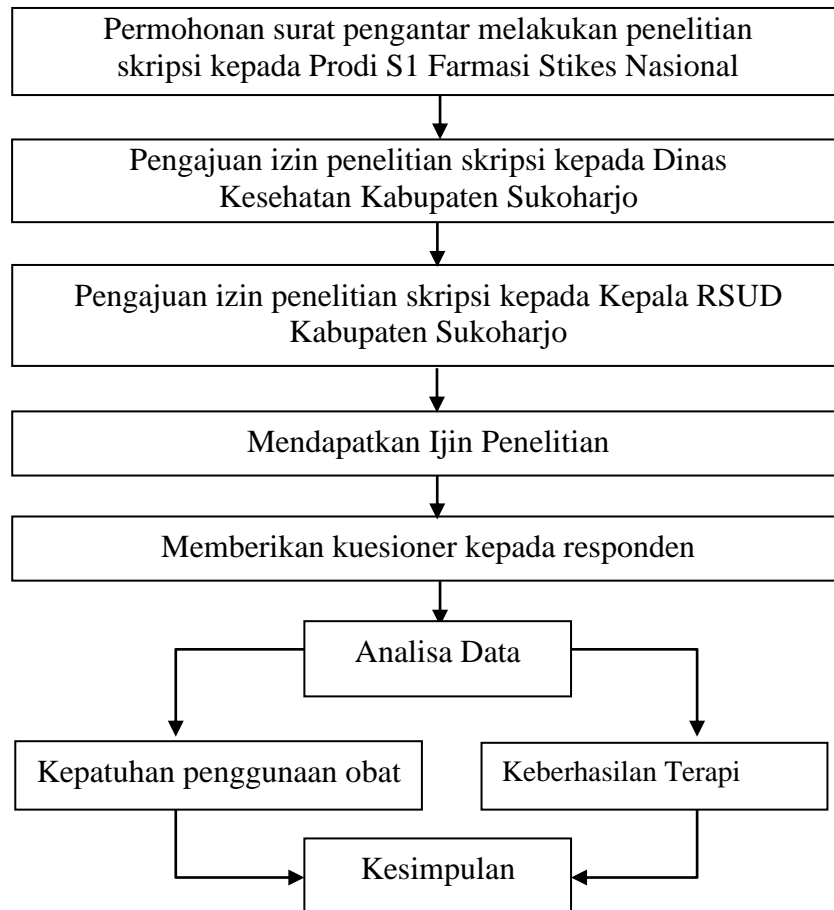 Permohonan surat pengantar melakukan penelitian
skripsi kepada Prodi S1 Farmasi Stikes Nasional
Pengajuan izin penelitian skripsi kepada Dinas
Kesehatan Kabupaten Sukoharjo
Pengajuan izin penelitian skripsi kepada Kepala RSUD
Kabupaten Sukoharjo
Mendapatkan Ijin Penelitian
Memberikan kuesioner kepada responden
Analisa Data
Kepatuhan penggunaan obat
Keberhasilan Terapi
Kesimpulan